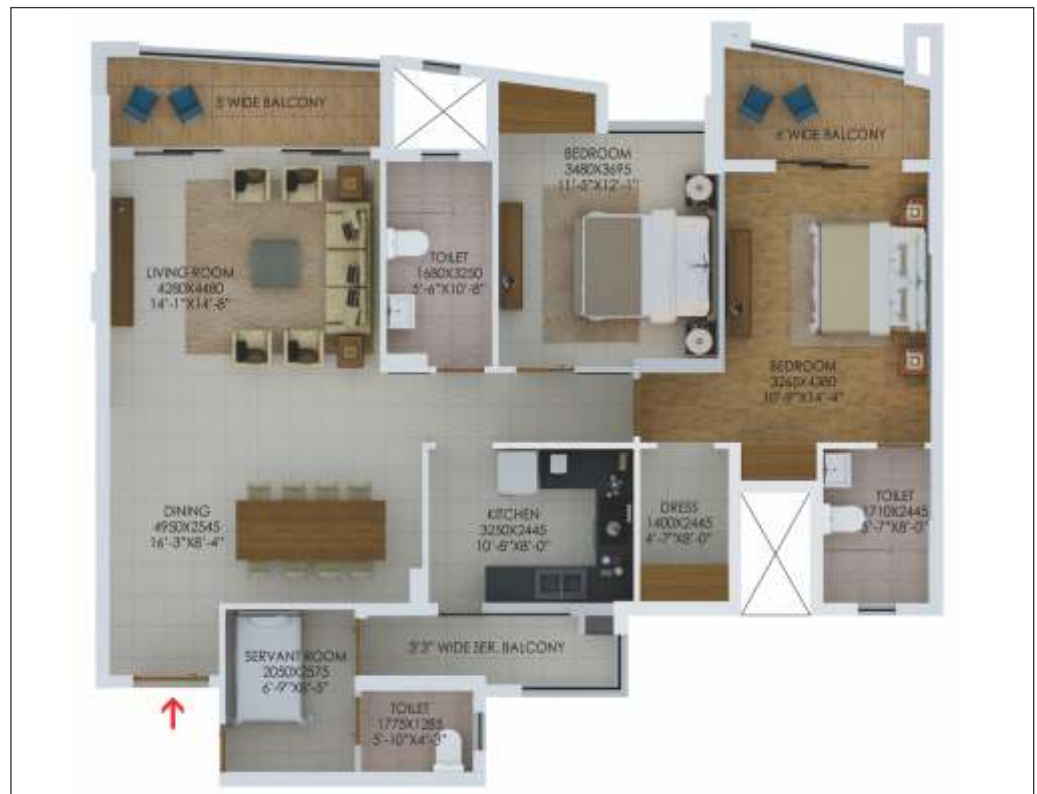 5'WIDE BALCONY
6'WIDE BALCONY
BEDROOM
3480X3695
11'-5"X12'-1"
TOILET
1680X3250
5'-6"X10'-8"
LIVING ROOM
4280X4480
14'-1"X14'-8"
BEDROOM
3265X4380
10'-9"X14'-4"
DINING
4950X2545
16'-3"X8'-4"
KITCHEN
3250X2445
10'-8"X8'-0"
DRESS
1400X2445
4'-7"X8'-0"
TOILET
1710X2445
5'-7"X8'-0"
3'3" WIDE SER. BALCONY
SERVANT ROOM
2050X2575
6'-9"X8'-5"
TOILET
1775X1285
5'-10"X4'-3"